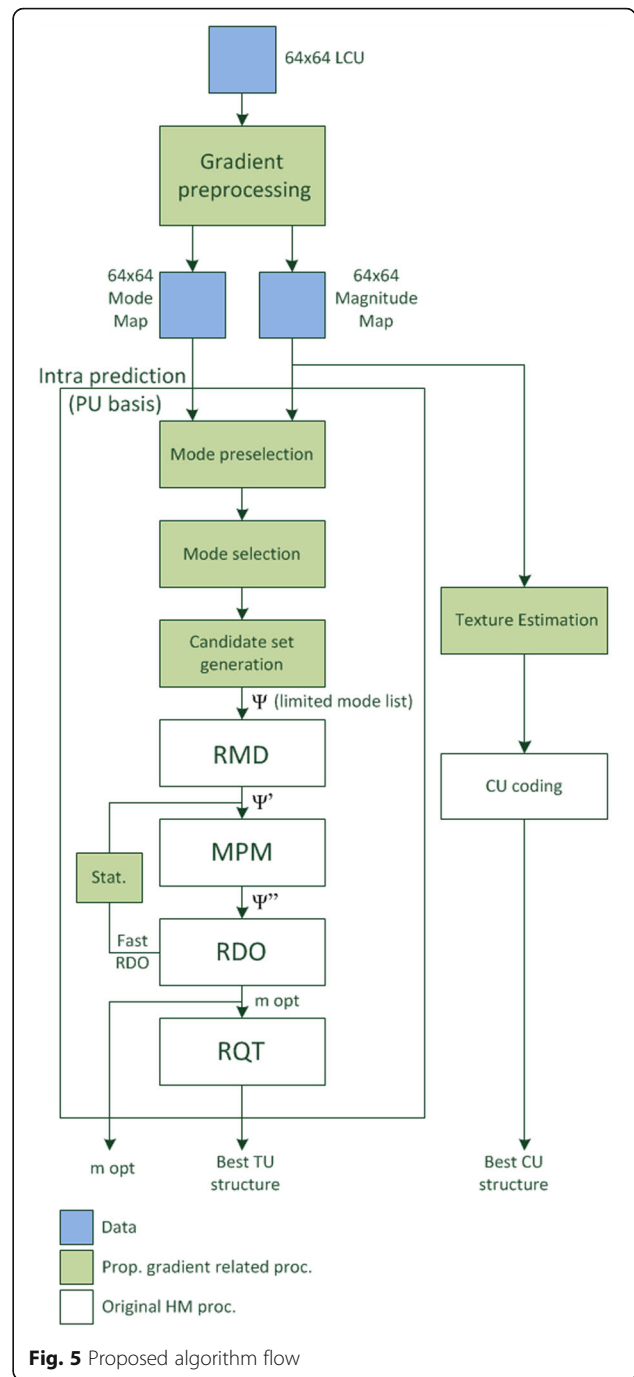 64x64 LCU
Gradient
preprocessing
64x64
Mode
Map
64x64
Magnitude
Map
Intra prediction
(PU basis)
Mode preselection
Mode selection
Candidate set
generation
Ψ (limited mode list)
RMD
Ψ'
MPM
Stat.
Ψ''
Fast
RDO
RDO
m opt
RQT
Texture Estimation
CU coding
m opt
Best TU
structure
Best CU
structure
Data
Prop. gradient related proc.
Original HM proc.
Fig. 5 Proposed algorithm flow